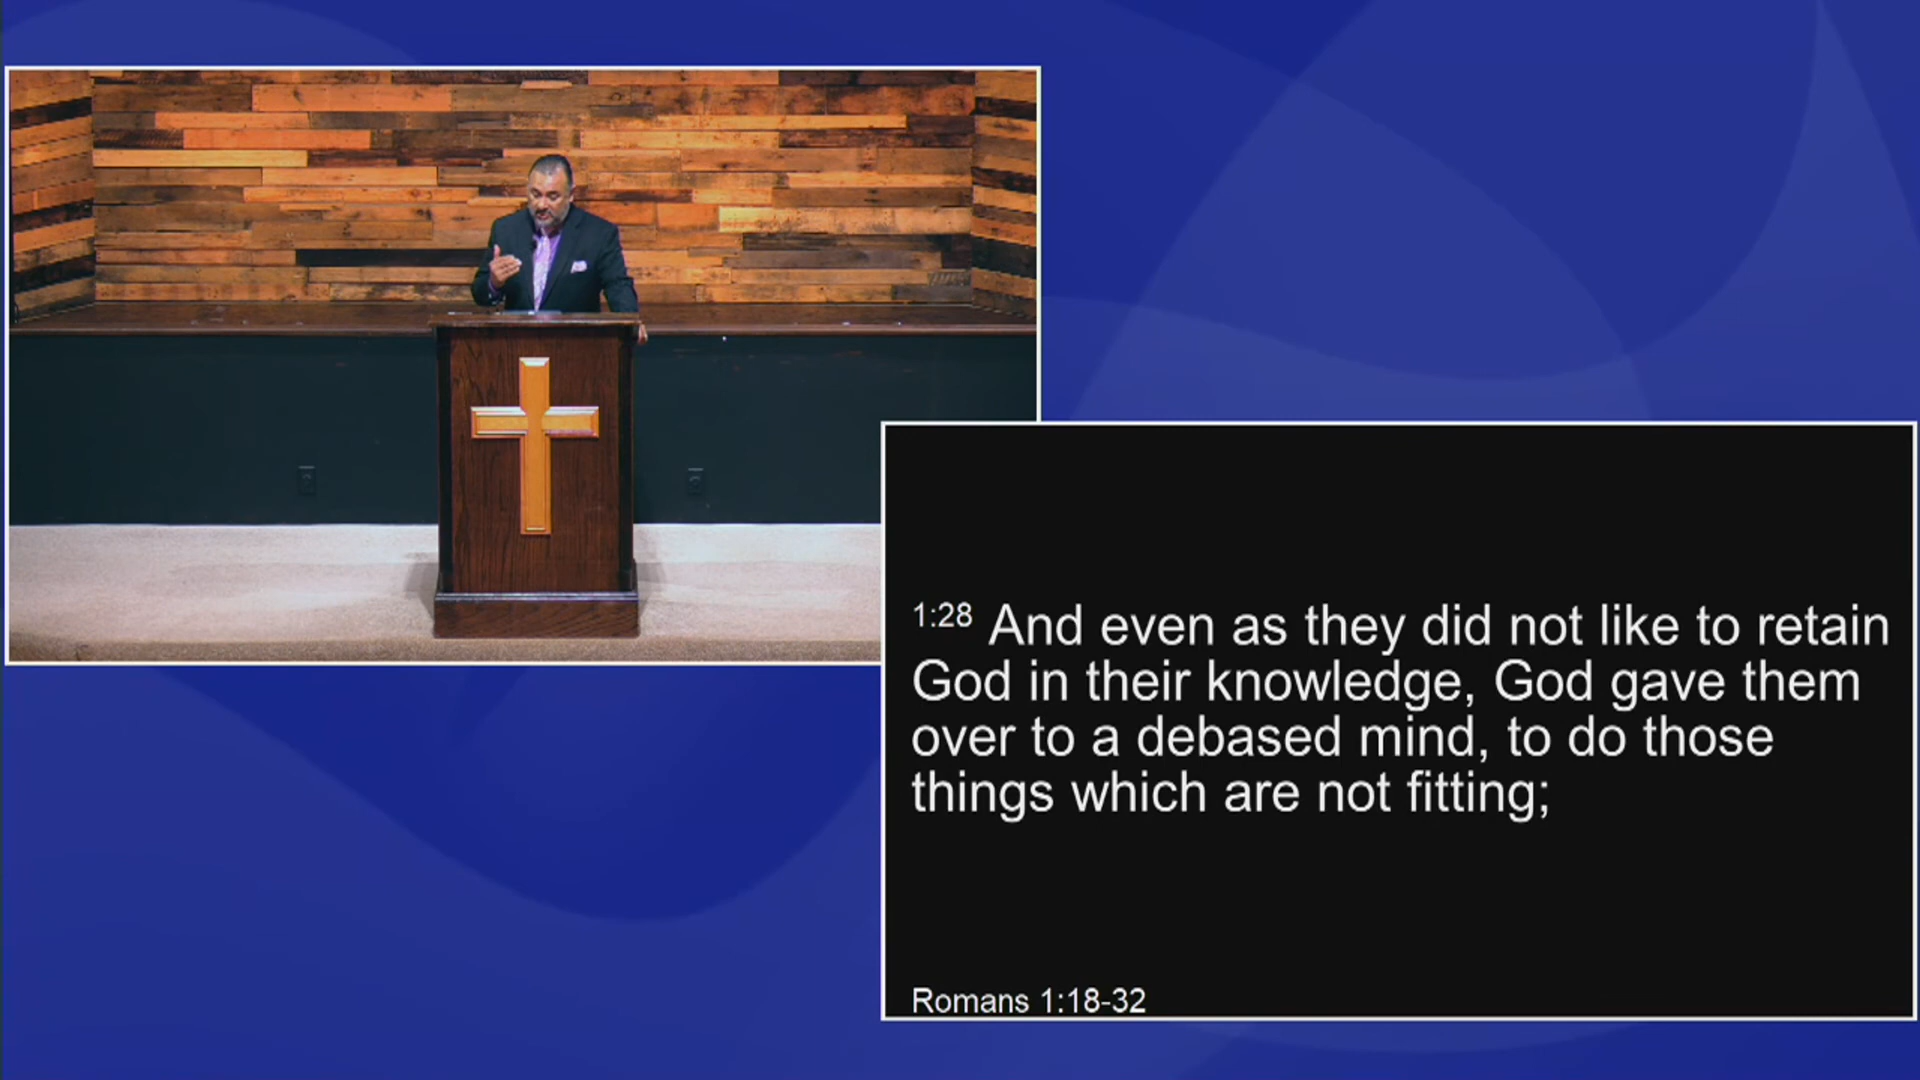 1:28 And even as they did not like to retain
God in their knowledge, God gave them
over to a debased mind, to do those
things which are not fitting;
Romans 1:18-32